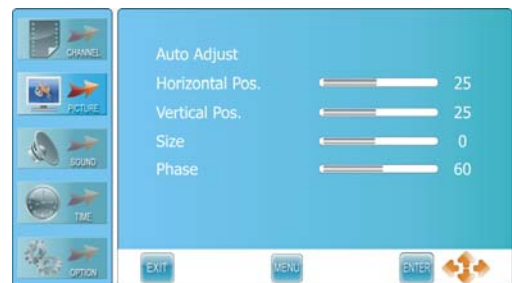 CHANNEL
PICTURE
SOUND
TIME
OPTION
Auto Adjust
Horizontal Pos. 25
Vertical Pos. 25
Size 0
Phase 60
EXIT MENU ENTER